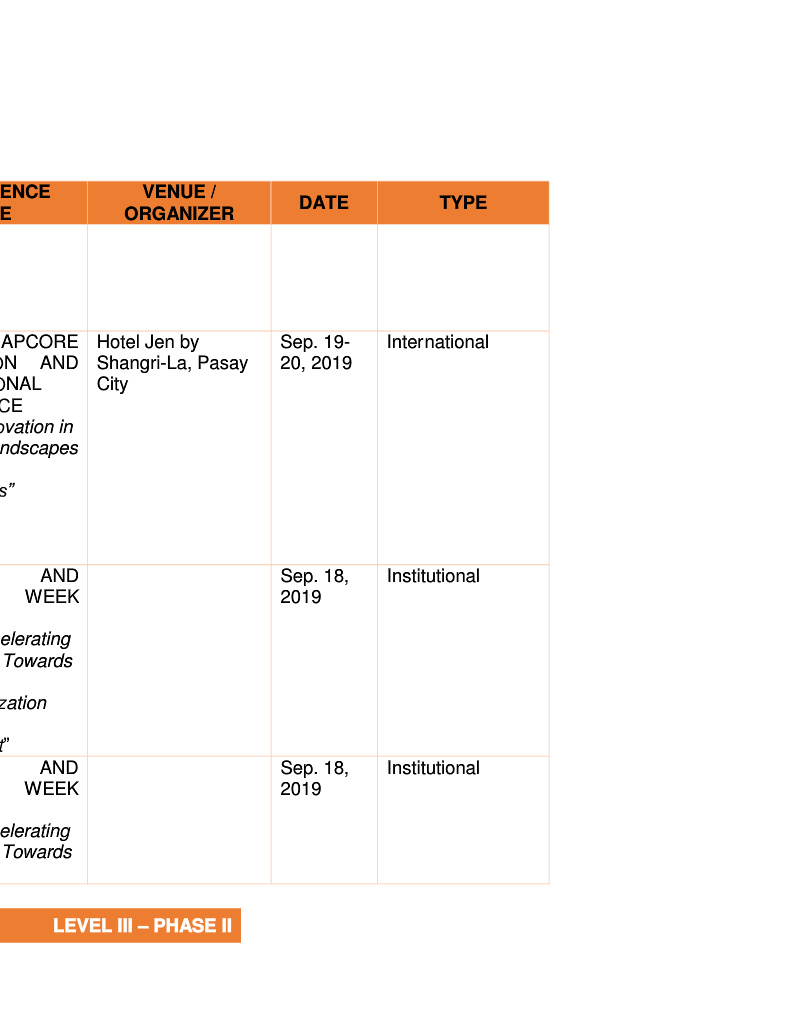 ENCE
E
VENUE /
ORGANIZER
DATE
TYPE
APCORE
ON AND
ONAL
CE
ovation in
ndscapes
s”
Hotel Jen by
Shangri-La, Pasay
City
Sep. 19-
20, 2019
International
AND
WEEK
elerating
Towards
zation
t”
Sep. 18,
2019
Institutional
AND
WEEK
elerating
Towards
Sep. 18,
2019
Institutional
LEVEL III – PHASE II